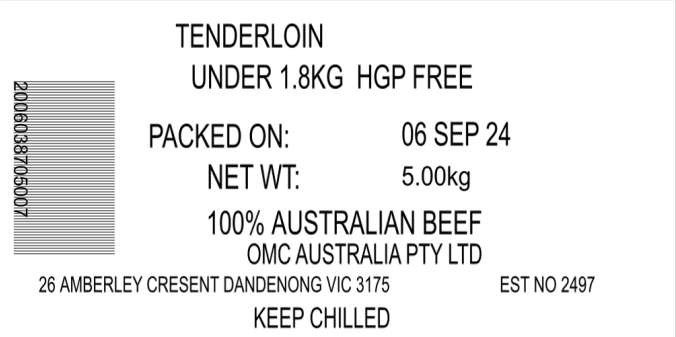 TENDERLOIN
UNDER 1.8KG HGP FREE
PACKED ON: 06 SEP 24
NET WT: 5.00kg
100% AUSTRALIAN BEEF
OMC AUSTRALIA PTY LTD
26 AMBERLEY CRESENT DANDENONG VIC 3175 EST NO 2497
KEEP CHILLED
2006038705007